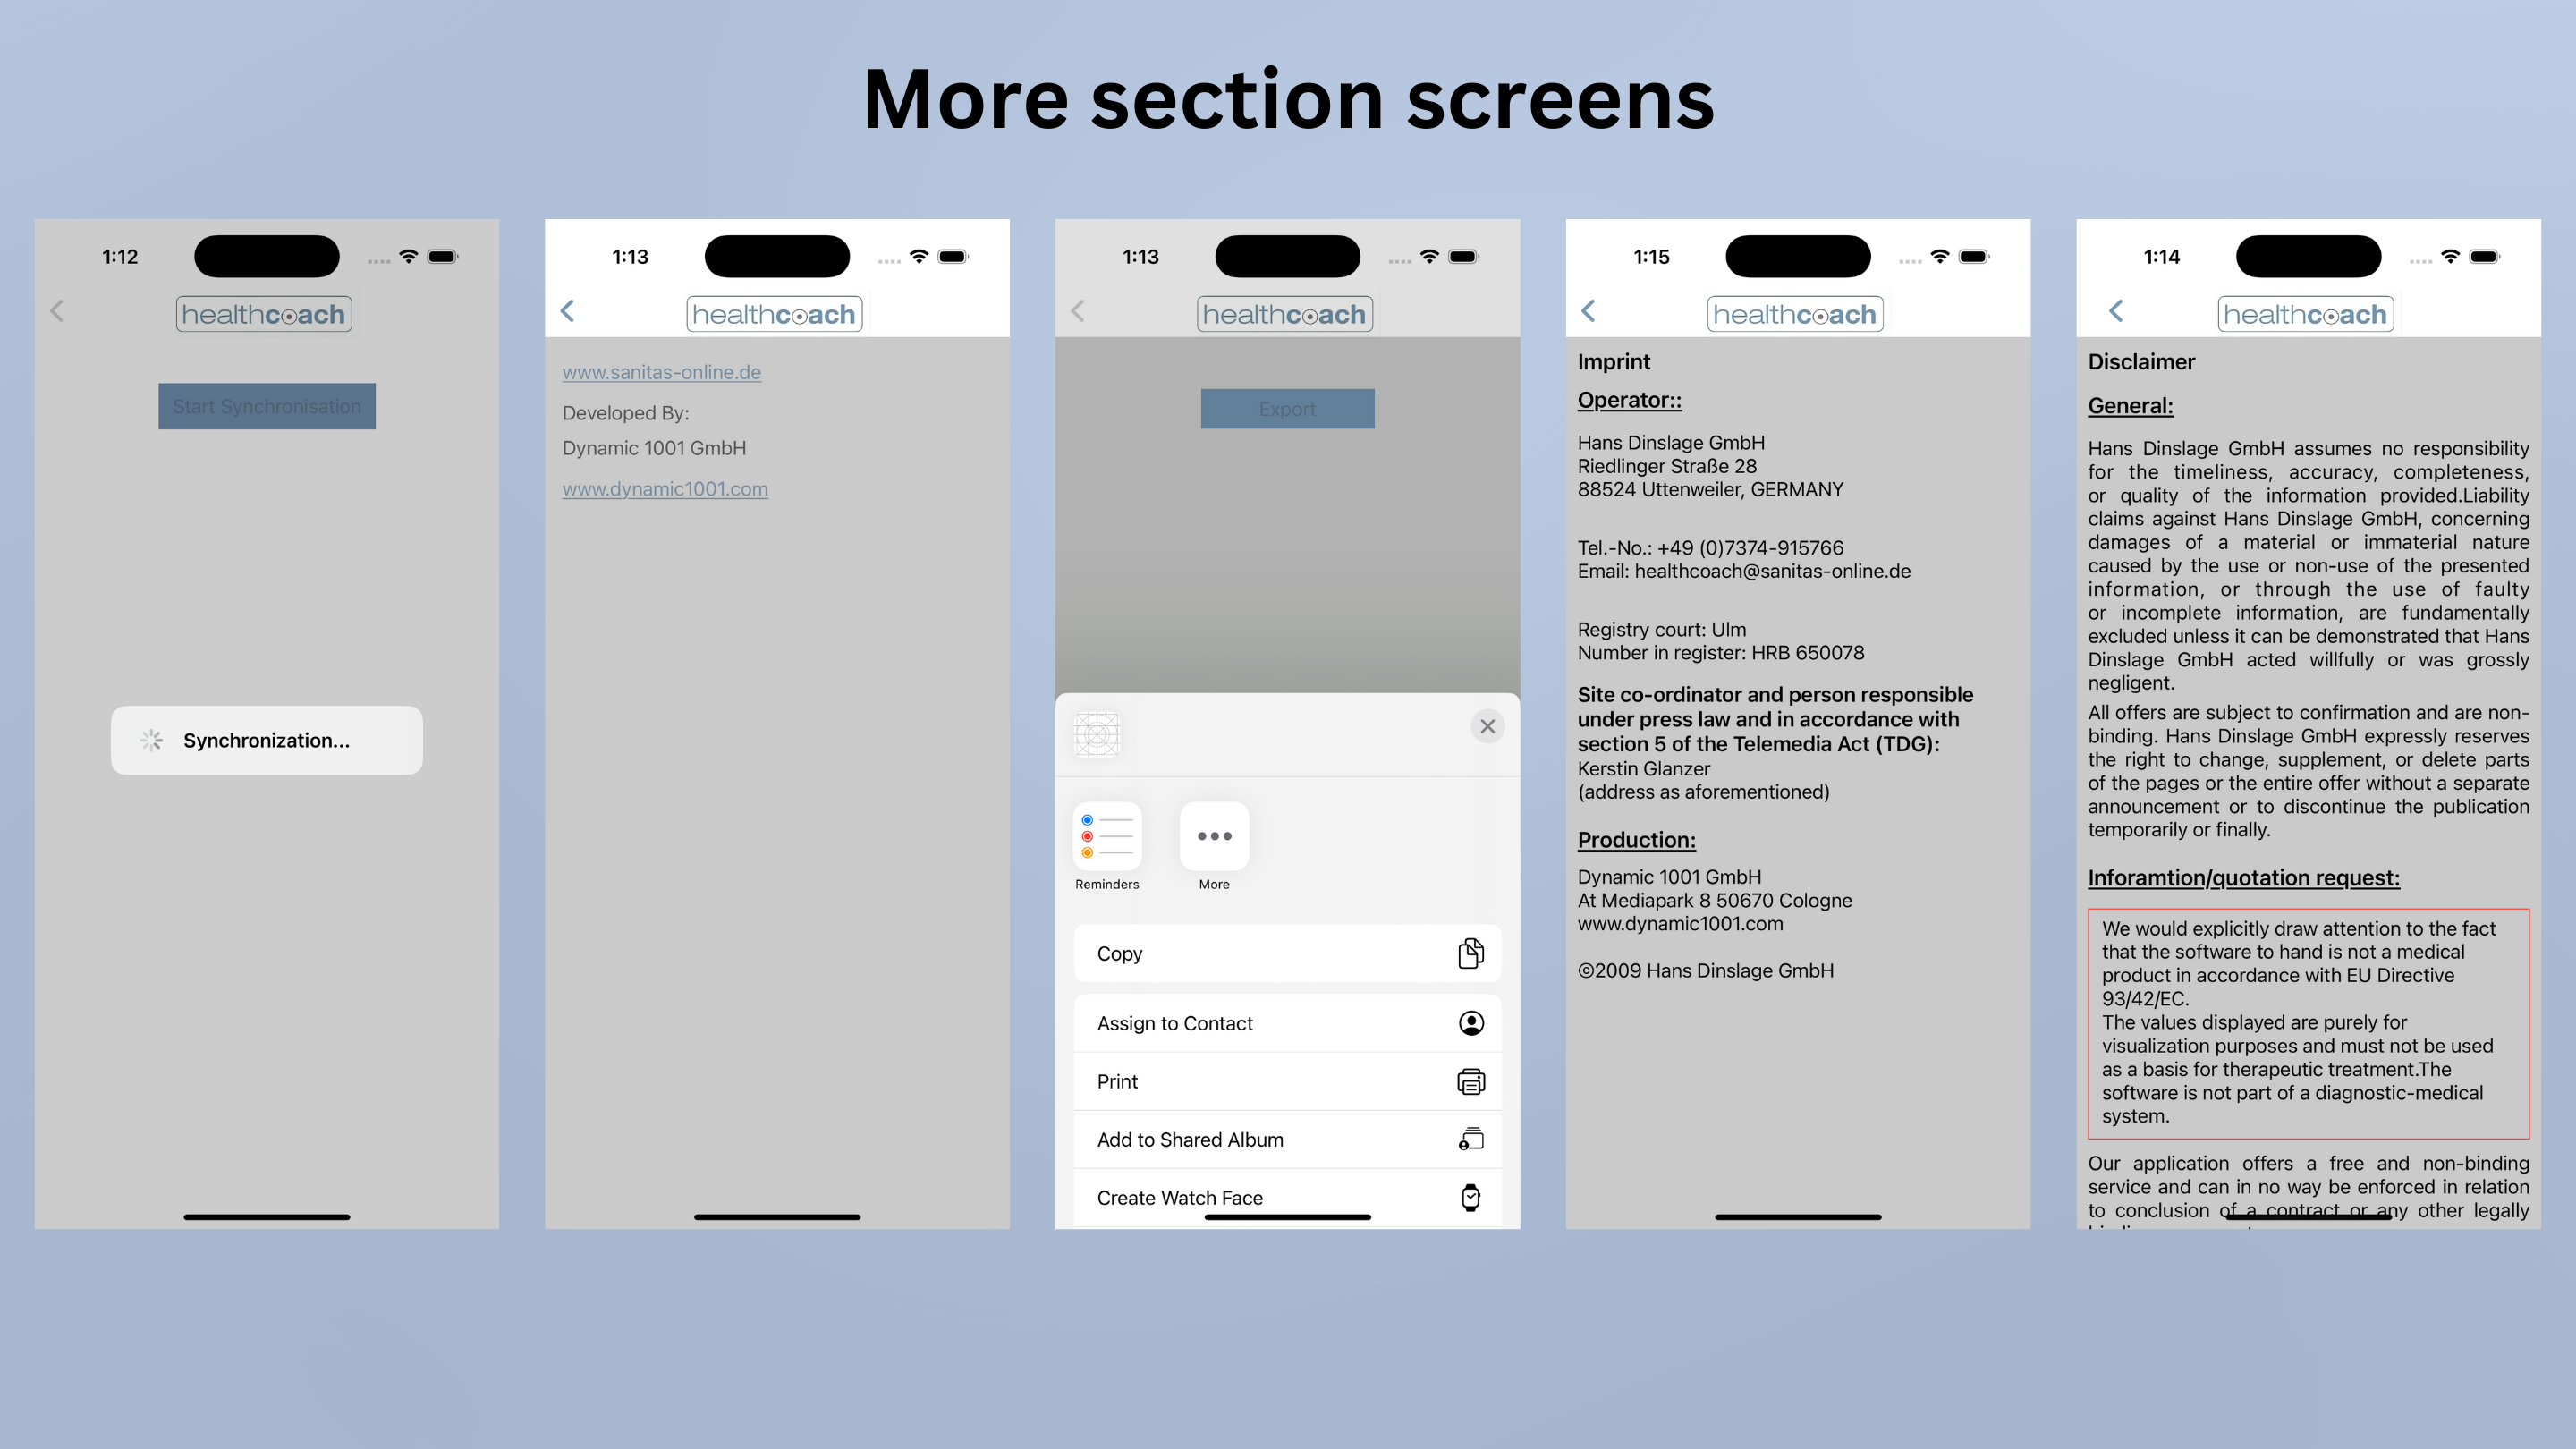 More section screens
1:12
healthcoach
Start Synchronisation
Synchronization...
1:13
healthcoach
www.sanitas-online.de
Developed By:
Dynamic 1001 GmbH
www.dynamic1001.com
1:13
healthcoach
Export
Reminders
More
Copy
Assign to Contact
Print
Add to Shared Album
Create Watch Face
1:15
healthcoach
Imprint
Operator::
Hans Dinslage GmbH
Riedlinger Straße 28
88524 Uttenweiler, GERMANY
Tel.-No.: +49 (0)7374-915766
Email: healthcoach@sanitas-online.de
Registry court: Ulm
Number in register: HRB 650078
Site co-ordinator and person responsible
under press law and in accordance with
section 5 of the Telemedia Act (TDG):
Kerstin Glanzer
(address as aforementioned)
Production:
Dynamic 1001 GmbH
At Mediapark 8 50670 Cologne
www.dynamic1001.com
©2009 Hans Dinslage GmbH
1:14
healthcoach
Disclaimer
General:
Hans Dinslage GmbH assumes no responsibility
for the timeliness, accuracy, completeness,
or quality of the information provided.Liability
claims against Hans Dinslage GmbH, concerning
damages of a material or immaterial nature
caused by the use or non-use of the presented
information, or through the use of faulty
or incomplete information, are fundamentally
excluded unless it can be demonstrated that Hans
Dinslage GmbH acted willfully or was grossly
negligent.
All offers are subject to confirmation and are non-
binding. Hans Dinslage GmbH expressly reserves
the right to change, supplement, or delete parts
of the pages or the entire offer without a separate
announcement or to discontinue the publication
temporarily or finally.
Inforamtion/quotation request:
We would explicitly draw attention to the fact
that the software to hand is not a medical
product in accordance with EU Directive
93/42/EC.
The values displayed are purely for
visualization purposes and must not be used
as a basis for therapeutic treatment.The
software is not part of a diagnostic-medical
system.
Our application offers a free and non-binding
service and can in no way be enforced in relation
to conclusion of a contract or any other legally